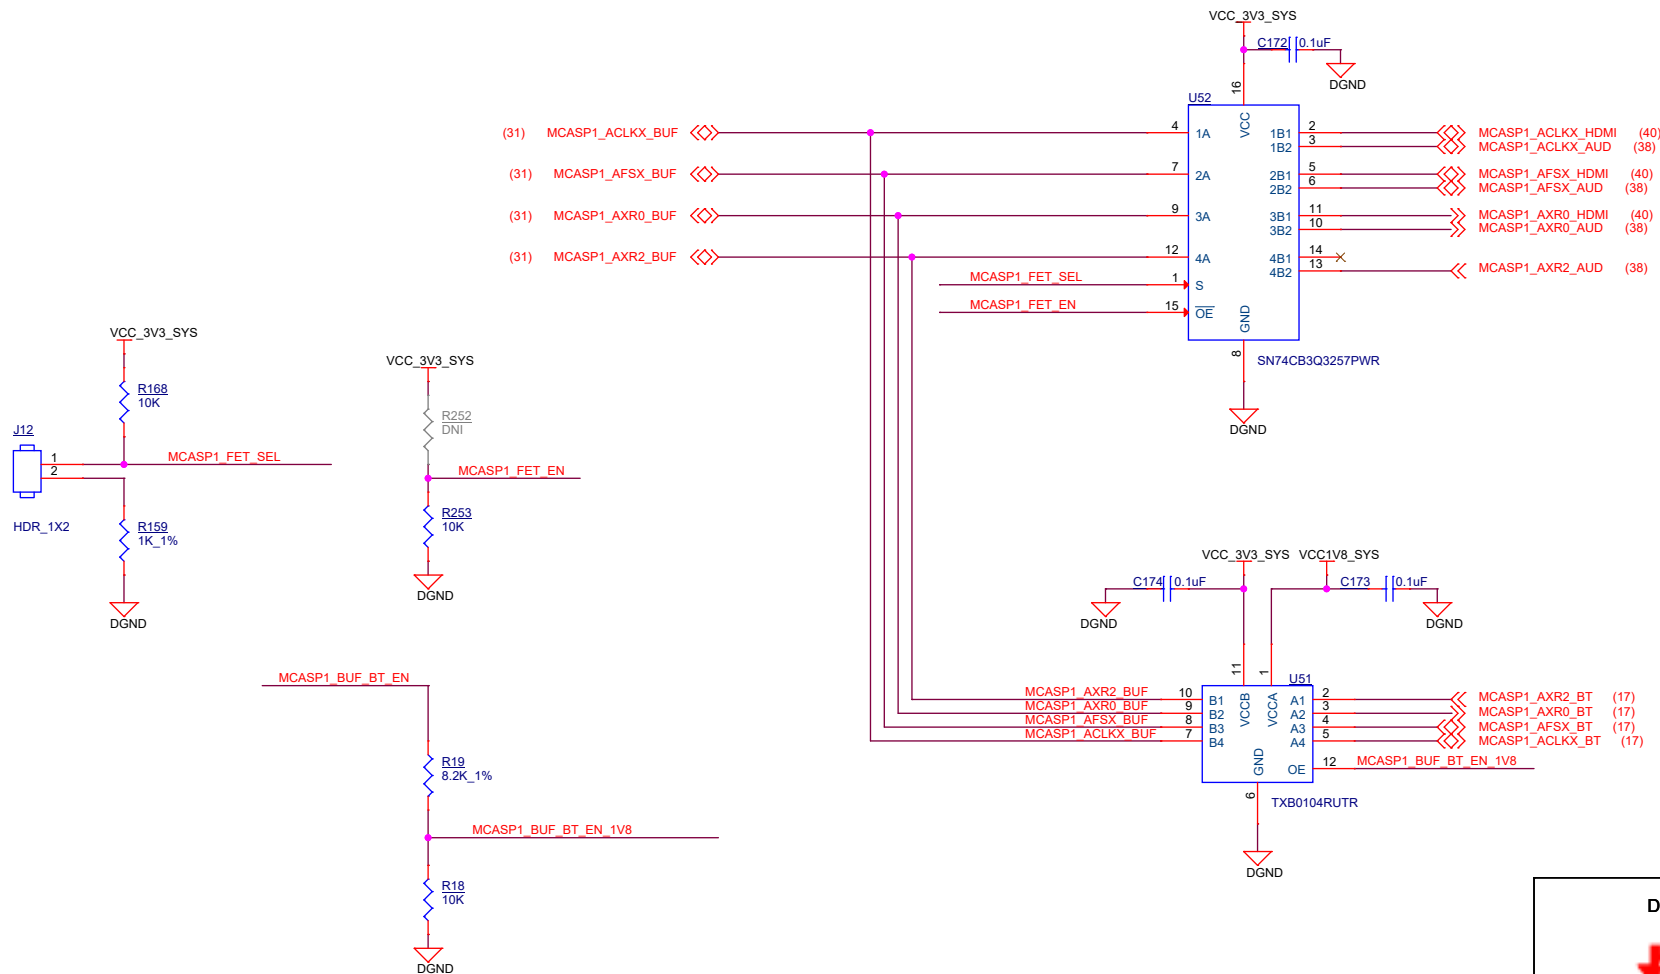 VCC_3V3_SYS
C172 0.1uF
DGND
16
U52
VCC
(31) MCASP1_ACLKX_BUF 4 1A 1B1 2 MCASP1_ACLKX_HDMI (40)
1B2 3 MCASP1_ACLKX_AUD (38)
(31) MCASP1_AFSX_BUF 7 2A 2B1 5 MCASP1_AFSX_HDMI (40)
2B2 6 MCASP1_AFSX_AUD (38)
(31) MCASP1_AXR0_BUF 9 3A 3B1 11 MCASP1_AXR0_HDMI (40)
3B2 10 MCASP1_AXR0_AUD (38)
(31) MCASP1_AXR2_BUF 12 4A 4B1 14
4B2 13 MCASP1_AXR2_AUD (38)
MCASP1_FET_SEL 1 S
MCASP1_FET_EN 15 OE
GND
8
SN74CB3Q3257PWR
DGND
VCC_3V3_SYS
R168
10K
J12
1 MCASP1_FET_SEL
2
HDR_1X2
R159
1K_1%
DGND
VCC_3V3_SYS
R252
DNI
MCASP1_FET_EN
R253
10K
DGND
VCC_3V3_SYS VCC1V8_SYS
C174 0.1uF C173 0.1uF
DGND DGND
11 1
U51
VCCB VCCA
MCASP1_AXR2_BUF 10 B1 A1 2 MCASP1_AXR2_BT (17)
MCASP1_AXR0_BUF 9 B2 A2 3 MCASP1_AXR0_BT (17)
MCASP1_AFSX_BUF 8 B3 A3 4 MCASP1_AFSX_BT (17)
MCASP1_ACLKX_BUF 7 B4 A4 5 MCASP1_ACLKX_BT (17)
GND OE 12 MCASP1_BUF_BT_EN_1V8
6
TXB0104RUTR
DGND
MCASP1_BUF_BT_EN
R19
8.2K_1%
MCASP1_BUF_BT_EN_1V8
R18
10K
DGND
D